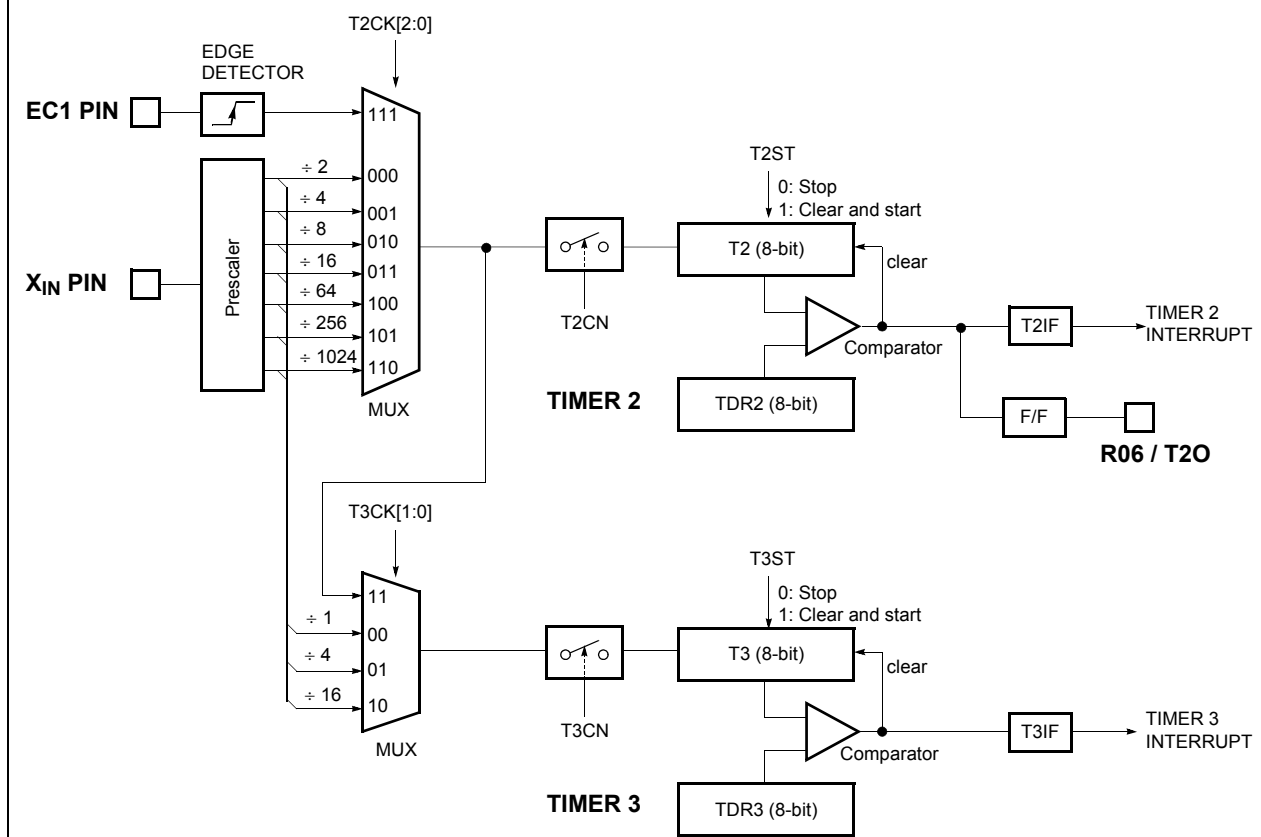 T2CK[2:0]
EDGE
DETECTOR
EC1 PIN
111
÷ 2
000
÷ 4
001
÷ 8
010
÷ 16
011
÷ 64
100
÷ 256
101
÷ 1024
110
XIN PIN
Prescaler
MUX
T2ST
0: Stop
1: Clear and start
T2 (8-bit)
clear
T2CN
Comparator
T2IF
TIMER 2
INTERRUPT
TIMER 2
TDR2 (8-bit)
F/F
R06 / T2O
T3CK[1:0]
11
÷ 1
00
÷ 4
01
÷ 16
10
MUX
T3ST
0: Stop
1: Clear and start
T3 (8-bit)
clear
T3CN
Comparator
T3IF
TIMER 3
INTERRUPT
TIMER 3
TDR3 (8-bit)